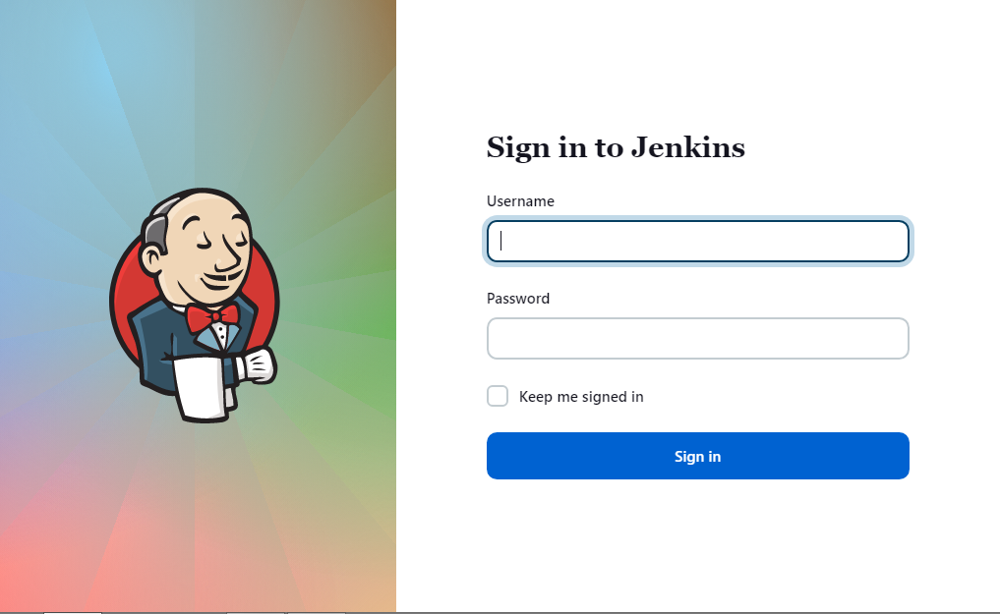 Sign in to Jenkins
Username
Password
Keep me signed in
Sign in